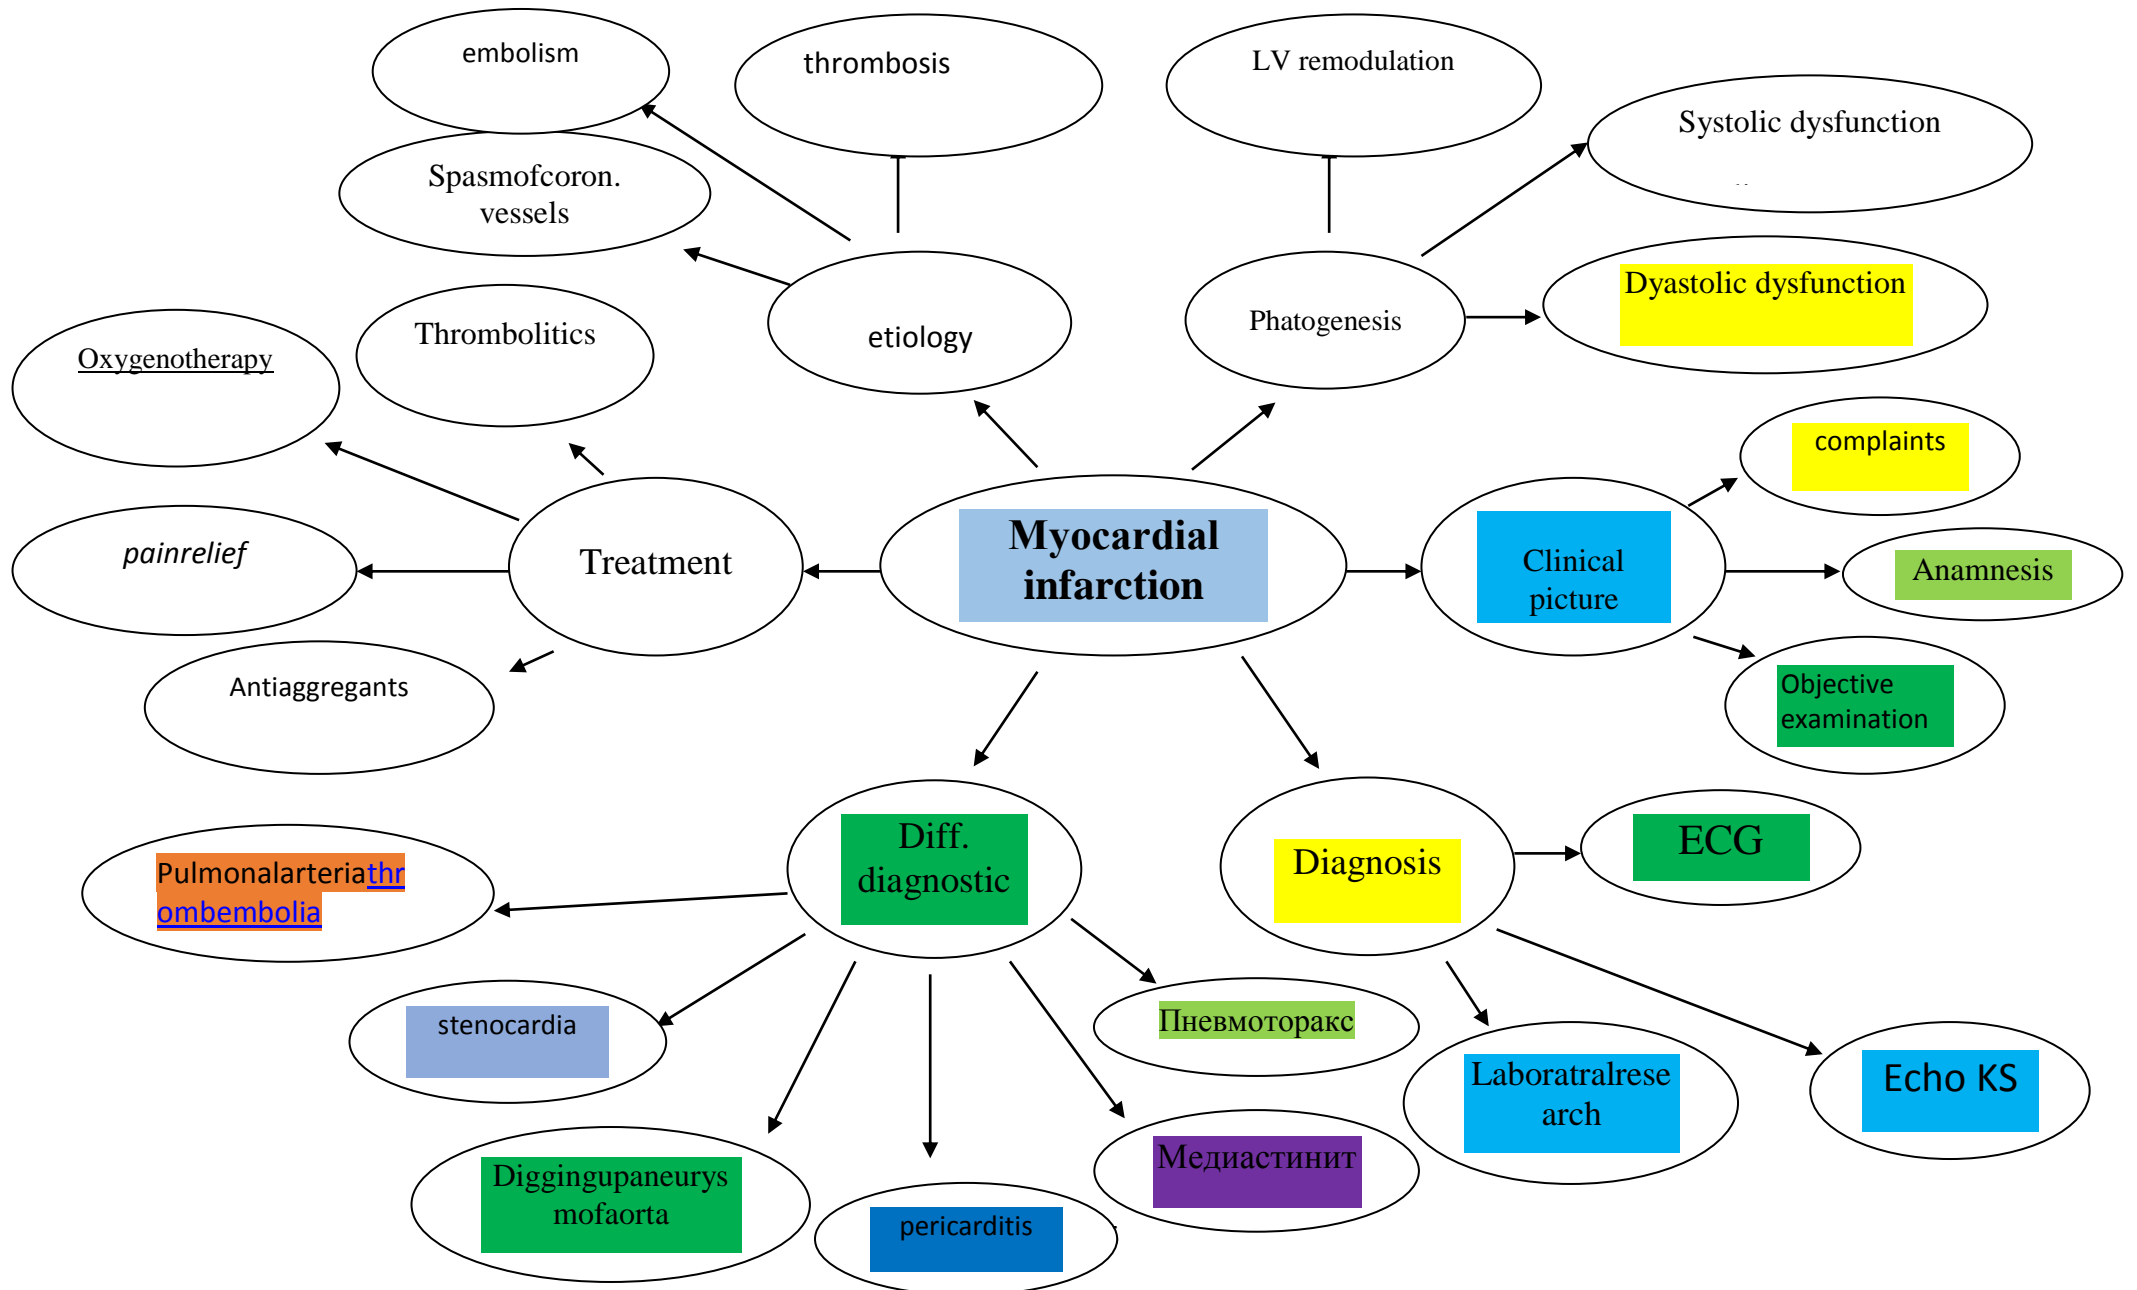 embolism
thrombosis
LV remodulation
Systolic dysfunction
Spasmofcoron.
vessels
Dyastolic dysfunction
Thrombolitics
etiology
Phatogenesis
Oxygenotherapy
complaints
painrelief
Treatment
Myocardial
infarction
Clinical
picture
Anamnesis
Antiaggregants
Objective
examination
Diff.
diagnostic
Diagnosis
ECG
Pulmonalarteriathr
ombembolia
stenocardia
Пневмоторакс
Laboratralrese
arch
Echo KS
Diggingupaneurys
mofaorta
pericarditis
Медиастинит